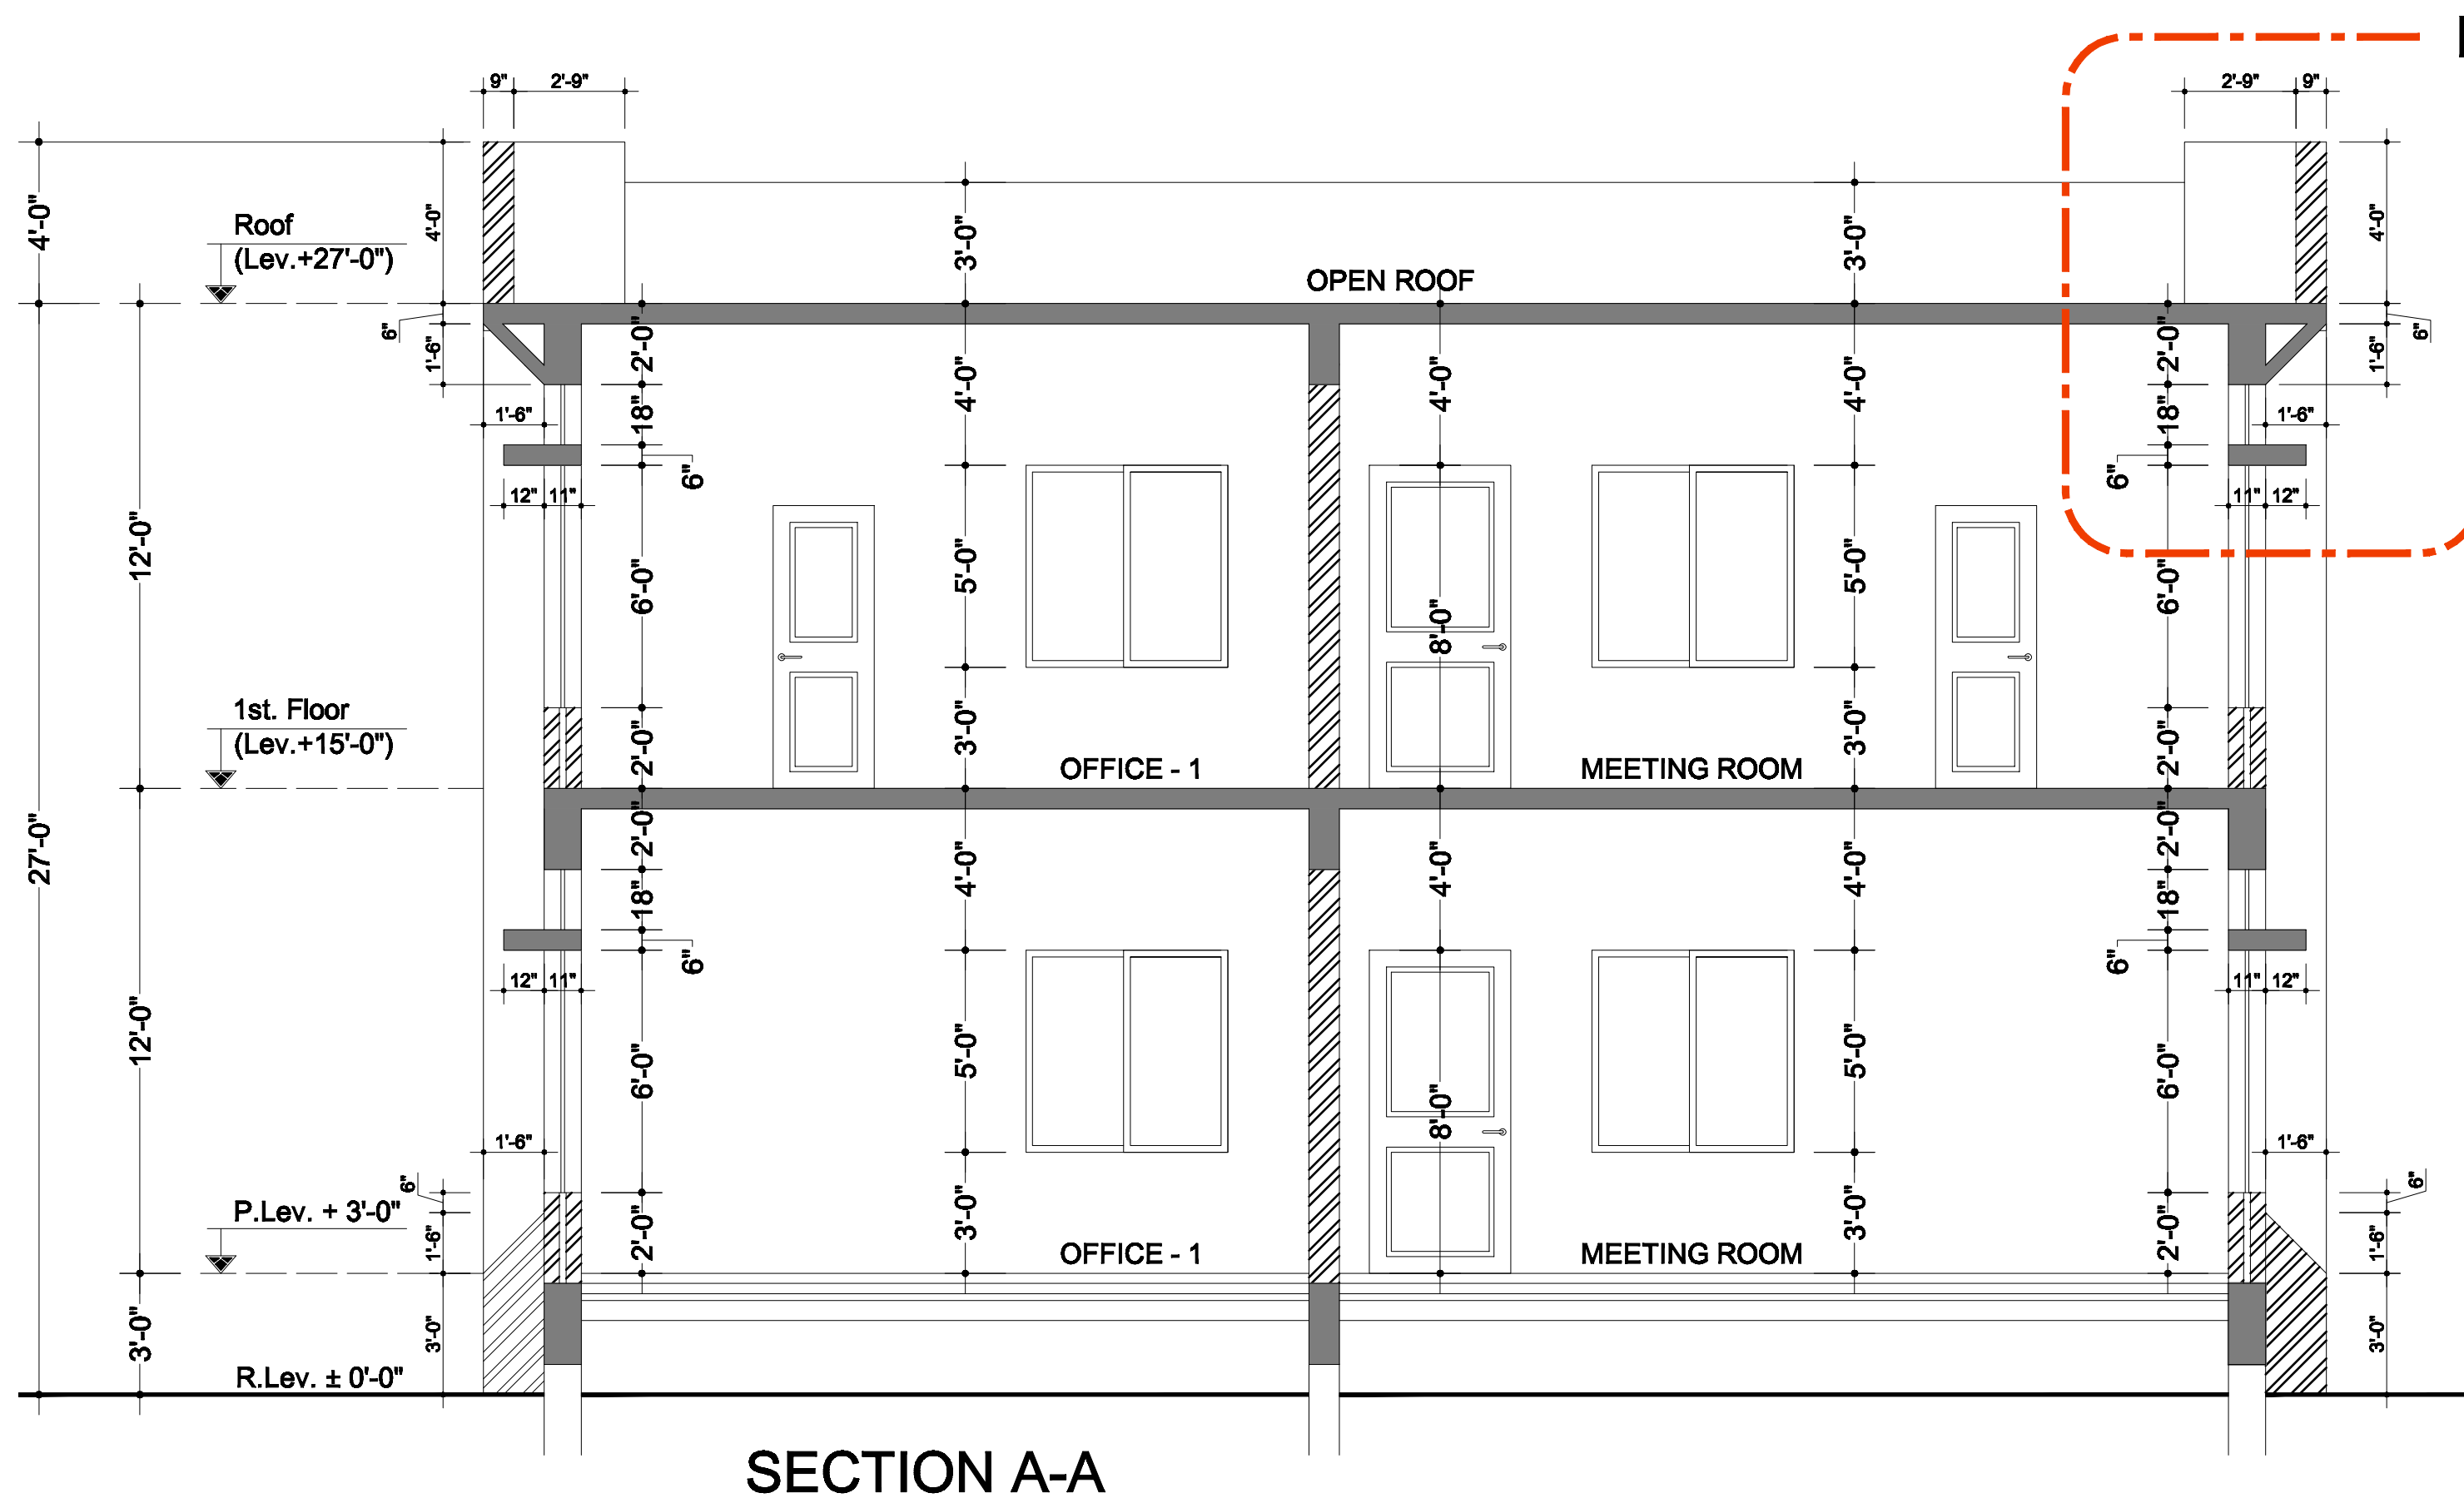 9" 2'-9" 2'-9" 9"
4'-0" 4'-0" 3'-0" 3'-0" 4'-0"
Roof
(Lev.+27'-0")
OPEN ROOF
6" 1'-6" 2'-0" 4'-0" 4'-0" 4'-0" 2'-0" 1'-6" 6"
1'-6" 18" 18" 1'-6"
6" 6"
12" 11" 11" 12"
12'-0" 6'-0" 5'-0" 8'-0" 5'-0" 6'-0"
1st. Floor
(Lev.+15'-0")
2'-0" 3'-0" 3'-0" 2'-0"
OFFICE - 1 MEETING ROOM
27'-0"
2'-0" 4'-0" 4'-0" 4'-0" 2'-0"
18" 18"
6" 6"
12" 11" 11" 12"
12'-0" 6'-0" 5'-0" 8'-0" 5'-0" 6'-0"
1'-6" 1'-6"
6" 6"
P.Lev. + 3'-0"
1'-6" 2'-0" 3'-0" 3'-0" 2'-0" 1'-6"
OFFICE - 1 MEETING ROOM
3'-0" 3'-0" 3'-0"
R.Lev. ± 0'-0"
SECTION A-A